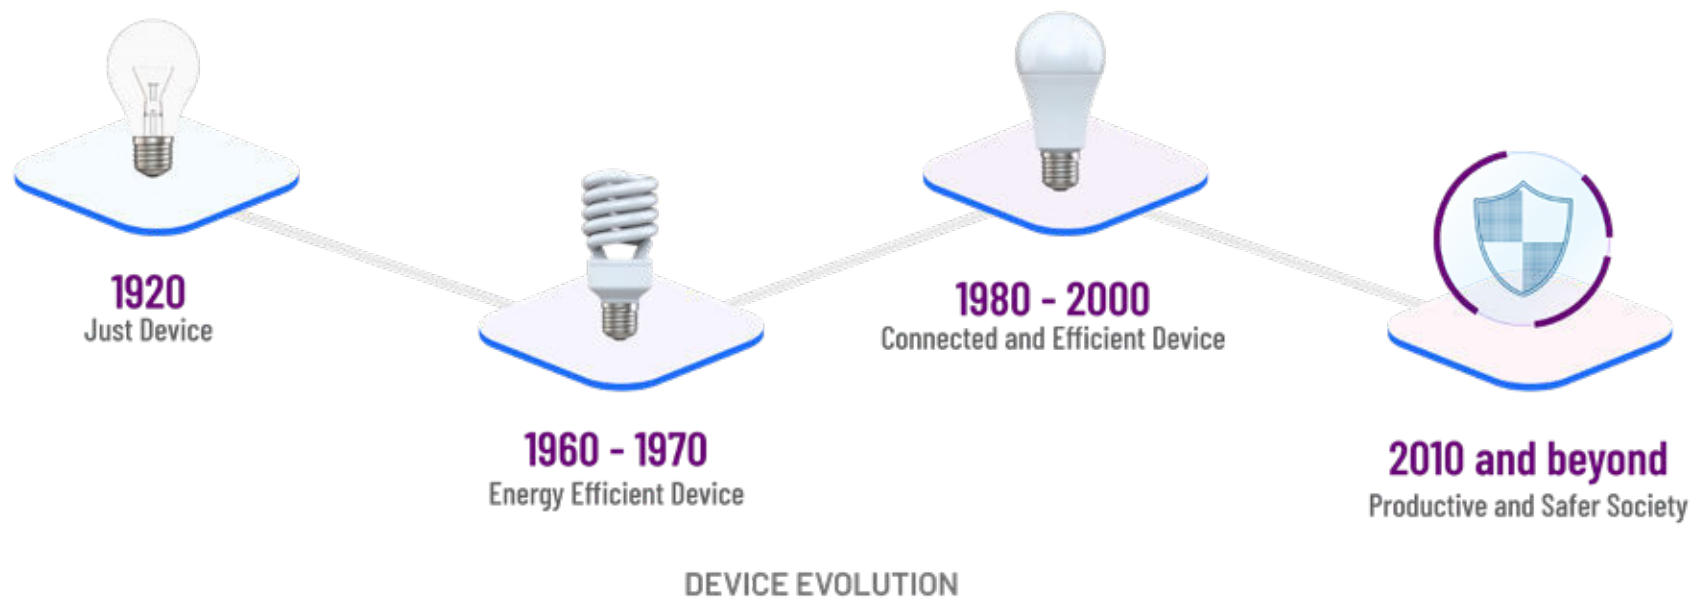 1920
Just Device
1960 - 1970
Energy Efficient Device
1980 - 2000
Connected and Efficient Device
2010 and beyond
Productive and Safer Society
DEVICE EVOLUTION